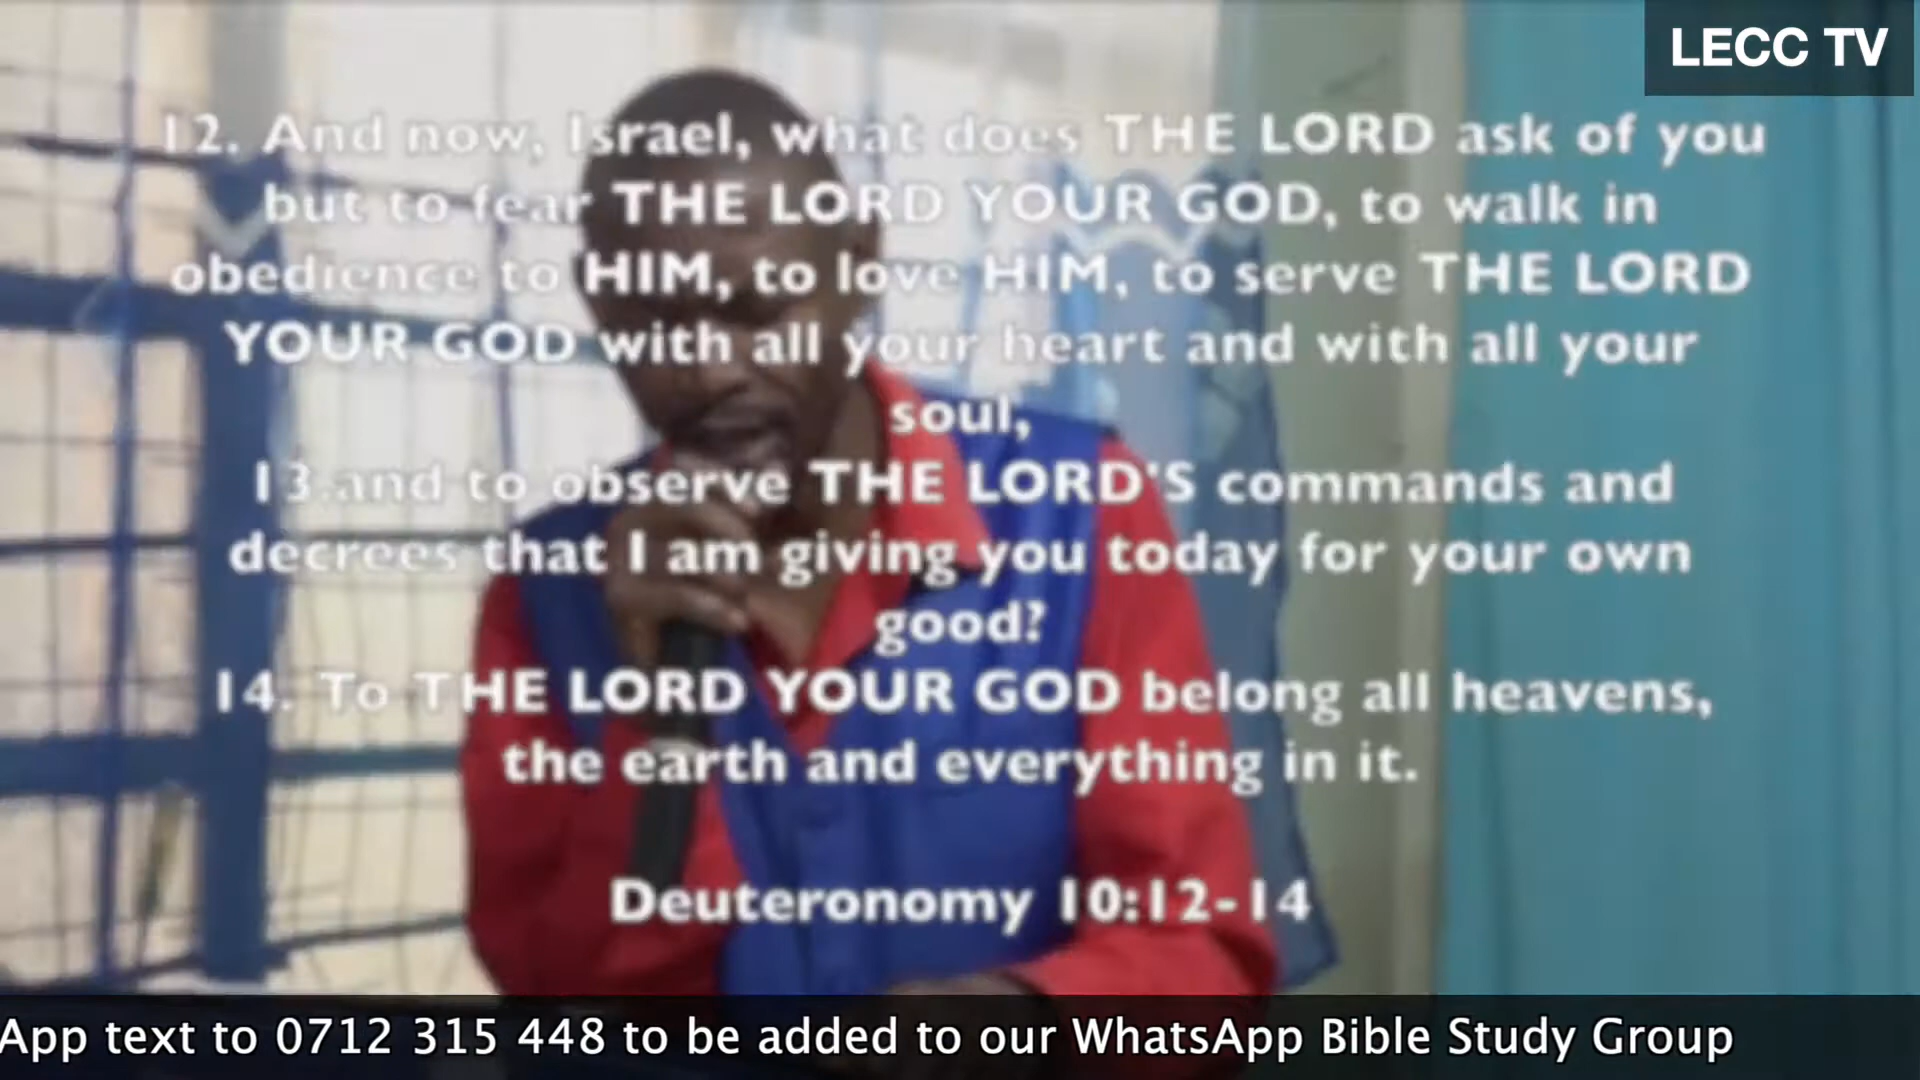 LECC TV
12. And now, Israel, what does THE LORD ask of you
but to fear THE LORD YOUR GOD, to walk in
obedience to HIM, to love HIM, to serve THE LORD
YOUR GOD with all your heart and with all your
soul,
13.and to observe THE LORD'S commands and
decrees that I am giving you today for your own
good?
14. To THE LORD YOUR GOD belong all heavens,
the earth and everything in it.
Deuteronomy 10:12-14
App text to 0712 315 448 to be added to our WhatsApp Bible Study Group